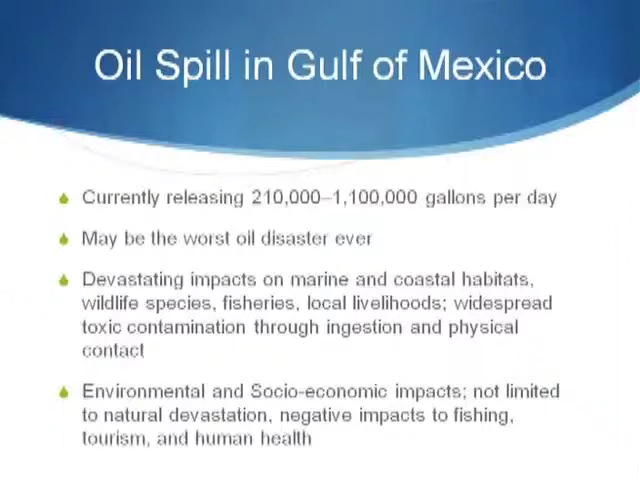 Oil Spill in Gulf of Mexico
Currently releasing 210,000–1,100,000 gallons per day
May be the worst oil disaster ever
Devastating impacts on marine and coastal habitats,
wildlife species, fisheries, local livelihoods; widespread
toxic contamination through ingestion and physical
contact
Environmental and Socio-economic impacts; not limited
to natural devastation, negative impacts to fishing,
tourism, and human health